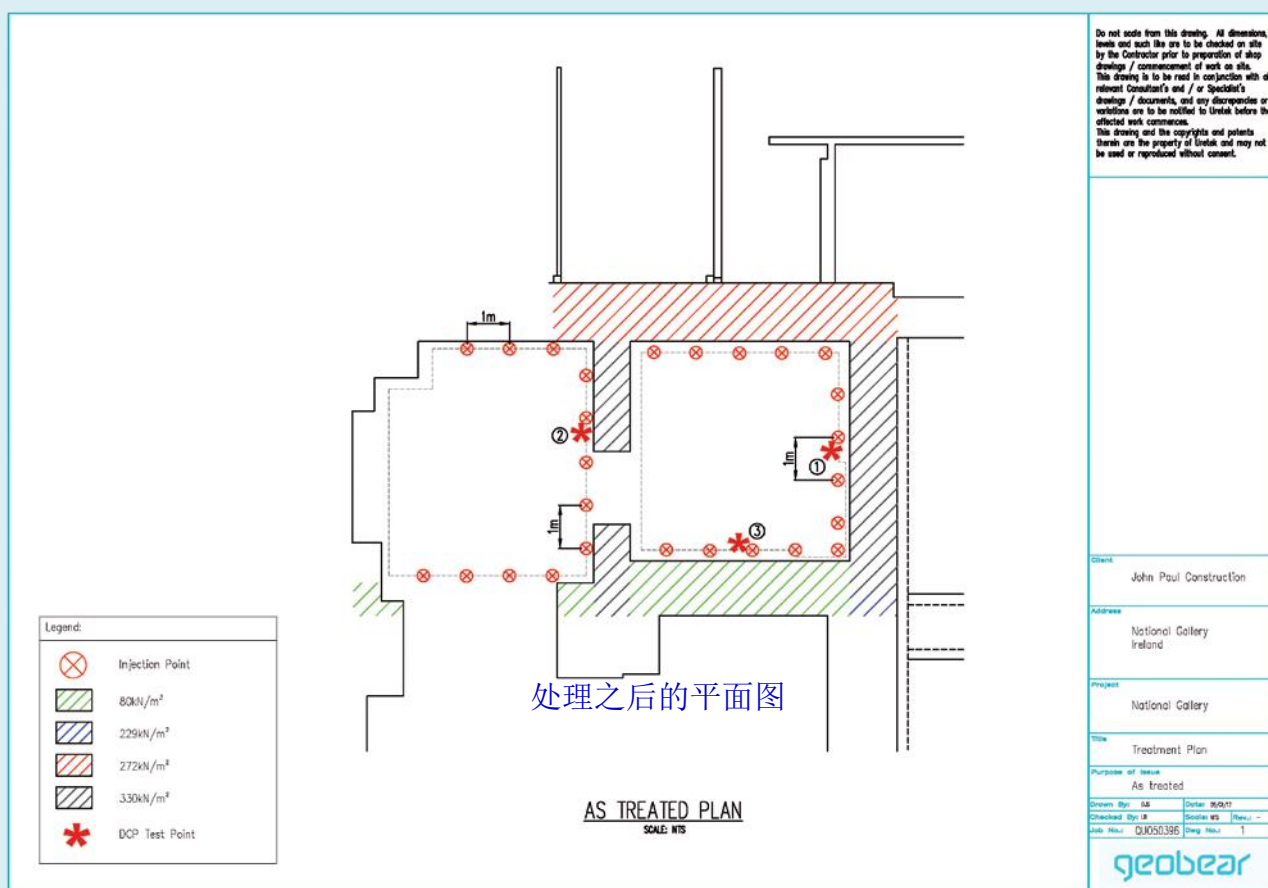 Do not scale from this drawing. All dimensions,
levels and such like are to be checked on site
by the Contractor prior to preparation of shop
drawings / commencement of work on site.
This drawing is to be read in conjunction with al
relevant Consultant's and / or Specialist's
drawings / documents, and any discrepancies or
variations are to be notified to Uretek before the
affected work commences.
This drawing and the copyrights and patents
therein are the property of Uretek and may not
be used or reproduced without consent.
1m
②
1m
1m
①
③
Legend:
Injection Point
80kN/m²
229kN/m²
272kN/m²
330kN/m²
DCP Test Point
处理之后的平面图
AS TREATED PLAN
SCALE: NTS
Client
John Paul Construction
Address
National Gallery
Ireland
Project
National Gallery
Title
Treatment Plan
Purpose of Issue
As treated
Drawn By: Date:
Checked By: Scale: NTS Rev.: -
Job No.: QU050396 Dwg No.: 1
geobear